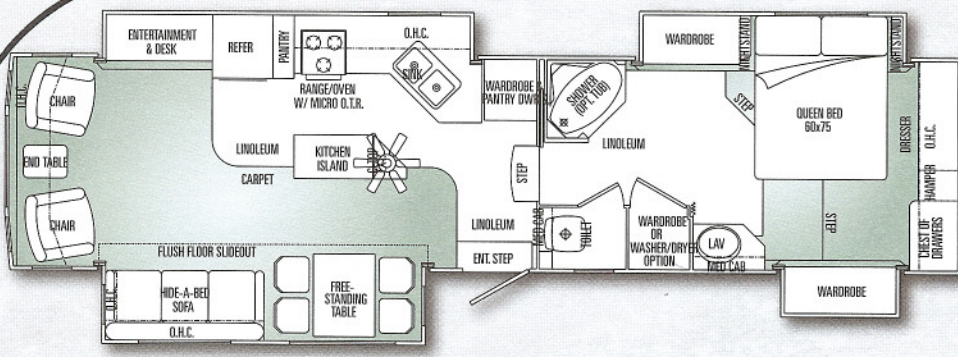 ENTERTAINMENT
& DESK
REFER
PANTRY
O.H.C.
SINK
RANGE/OVEN
W/ MICRO O.T.R.
WARDROBE
PANTRY DWR
O.H.C.
CHAIR
END TABLE
CHAIR
LINOLEUM
CARPET
KITCHEN
ISLAND
STEP
LINOLEUM
ENT. STEP
FLUSH FLOOR SLIDEOUT
O.H.C.
HIDE-A-BED
SOFA
O.H.C.
FREE-
STANDING
TABLE
SHOWER
(OPT. TUB)
LINOLEUM
MED CAB
TOILET
WARDROBE
OR
WASHER/DRYER
OPTION
LAV
MED CAB
WARDROBE
NIGHTSTAND
NIGHTSTAND
STEP
QUEEN BED
60x75
STEP
DRESSER
O.H.C.
HAMPER
CHEST OF
DRAWERS
WARDROBE